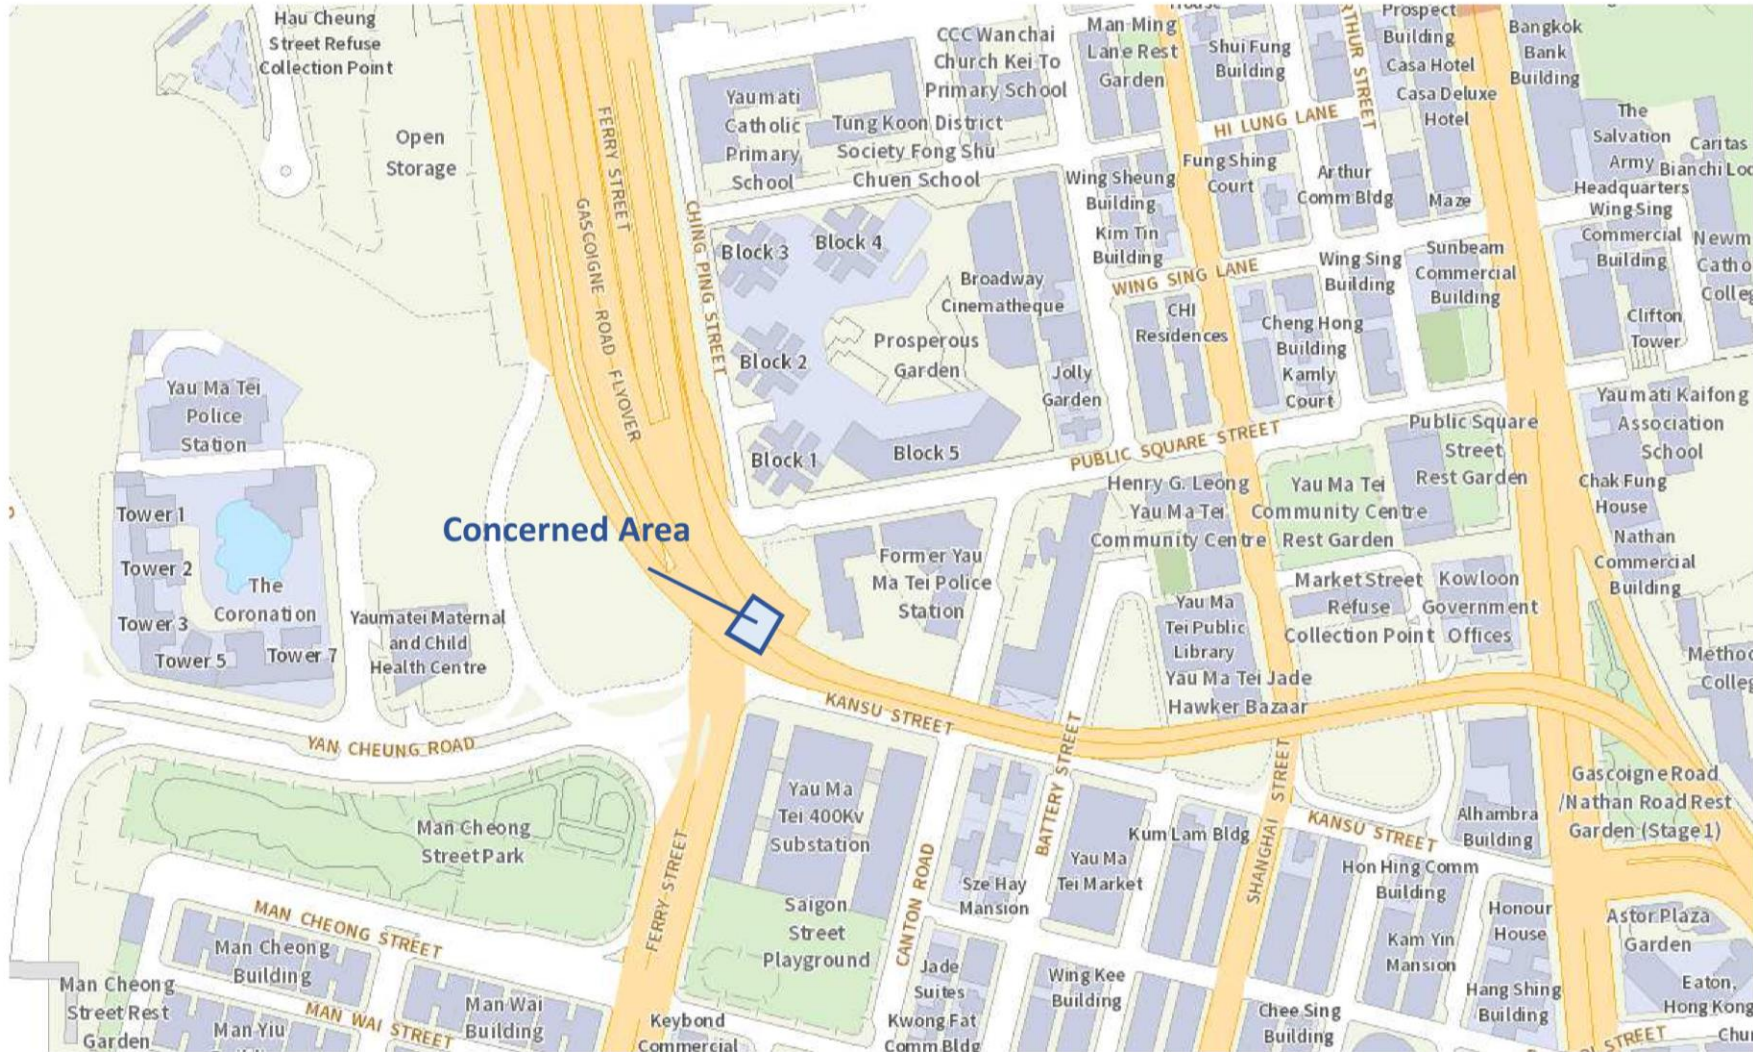 Hau Cheung
Street Refuse
Collection Point
Open
Storage
FERRY STREET
GASCOIGNE ROAD FLYOVER
CHING PING STREET
Yaumati
Catholic
Primary
School
Tung Koon District
Society Fong Shu
Chuen School
CCC Wanchai
Church Kei To
Primary School
Man Ming
Lane Rest
Garden
Shui Fung
Building
Prospect
Building
Casa Hotel
Casa Deluxe
Hotel
Bangkok
Bank
Building
HI LUNG LANE
The
Salvation
Army
Headquarters
Caritas
Wing Sheung
Building
Kim Tin
Building
Fung Shing
Court
Arthur
Comm Bldg
Maze
Wing Sing
Commercial
Building
Block 3
Block 4
Broadway
Cinematheque
WING SING LANE
Wing Sing
Building
Sunbeam
Commercial
Building
Clifton
Tower
CHI
Residences
Cheng Hong
Building
Kamly
Court
Prosperous
Garden
Block 2
Jolly
Garden
Block 1
Block 5
PUBLIC SQUARE STREET
Public Square
Street
Rest Garden
Yaumati Kaifong
Association
School
Yau Ma Tei
Police
Station
Concerned Area
Tower 1
Tower 2
Tower 3
Tower 5
Tower 7
The
Coronation
Yaumatei Maternal
and Child
Health Centre
Former Yau
Ma Tei Police
Station
Henry G. Leong
Yau Ma Tei
Community Centre
Yau Ma Tei
Community Centre
Rest Garden
Chak Fung
House
Nathan
Commercial
Building
Market Street
Refuse
Collection Point
Kowloon
Government
Offices
Yau Ma
Tei Public
Library
Yau Ma Tei Jade
Hawker Bazaar
KANSU STREET
YAN CHEUNG ROAD
BATTERY STREET
SHANGHAI STREET
Gascoigne Road
/Nathan Road Rest
Garden (Stage 1)
Man Cheong
Street Park
Yau Ma
Tei 400Kv
Substation
FERRY STREET
CANTON ROAD
Kum Lam Bldg
KANSU STREET
Alhambra
Building
Yau Ma
Tei Market
Sze Hay
Mansion
Hon Hing Comm
Building
Saigon
Street
Playground
Honour
House
Astor Plaza
Garden
MAN CHEONG STREET
Man Cheong
Building
Kam Yin
Mansion
Jade
Suites
Wing Kee
Building
Hang Shing
Building
Eaton,
Hong Kong
Man Cheong
Street Rest
Garden
Man Yiu
MAN WAI STREET
Man Wai
Building
Keybond
Commercial
Kwong Fat
Comm Bldg
Chee Sing
Building
STREET